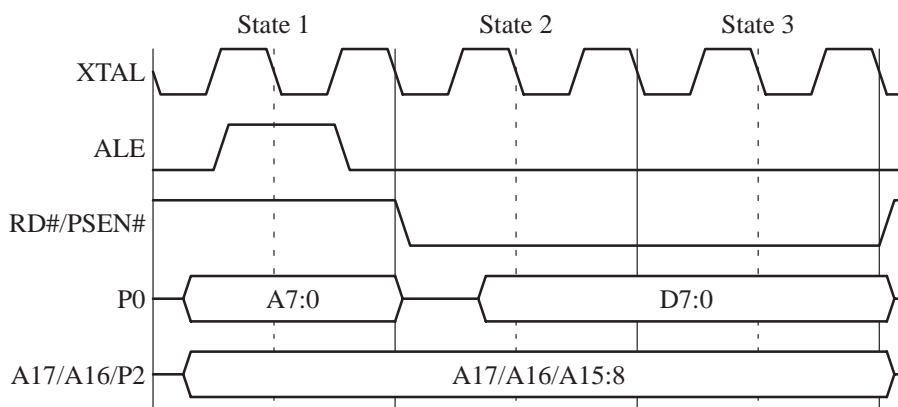 State 1 State 2 State 3
XTAL
ALE
RD#/PSEN#
P0 A7:0 D7:0
A17/A16/P2 A17/A16/A15:8